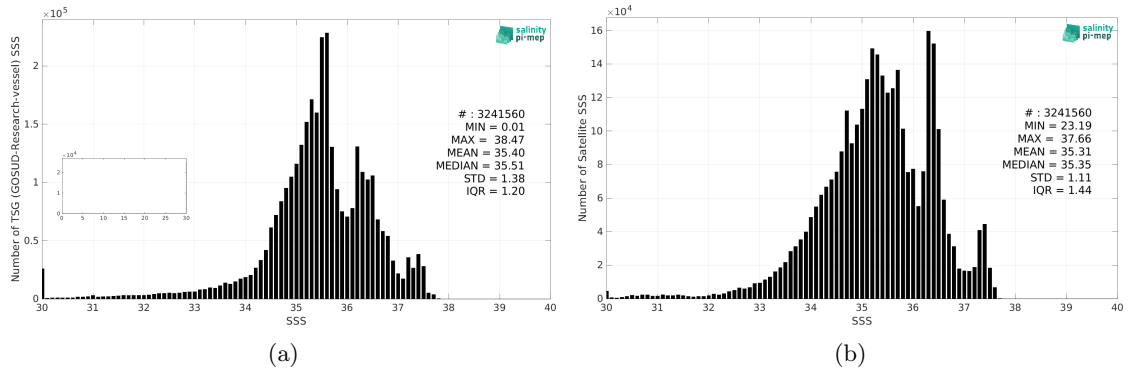 ×10^5
Number of TSG (GOSUD-Research-vessel) SSS
2
1.5
1
0.5
0
30 31 32 33 34 35 36 37 38 39 40
SSS
salinity
pi-mep
# : 3241560
MIN = 0.01
MAX = 38.47
MEAN = 35.40
MEDIAN = 35.51
STD = 1.38
IQR = 1.20
×10^4
2
1
0
0 5 10 15 20 25 30
(a)
×10^4
Number of Satellite SSS
16
14
12
10
8
6
4
2
0
30 31 32 33 34 35 36 37 38 39 40
SSS
salinity
pi-mep
# : 3241560
MIN = 23.19
MAX = 37.66
MEAN = 35.31
MEDIAN = 35.35
STD = 1.11
IQR = 1.44
(b)